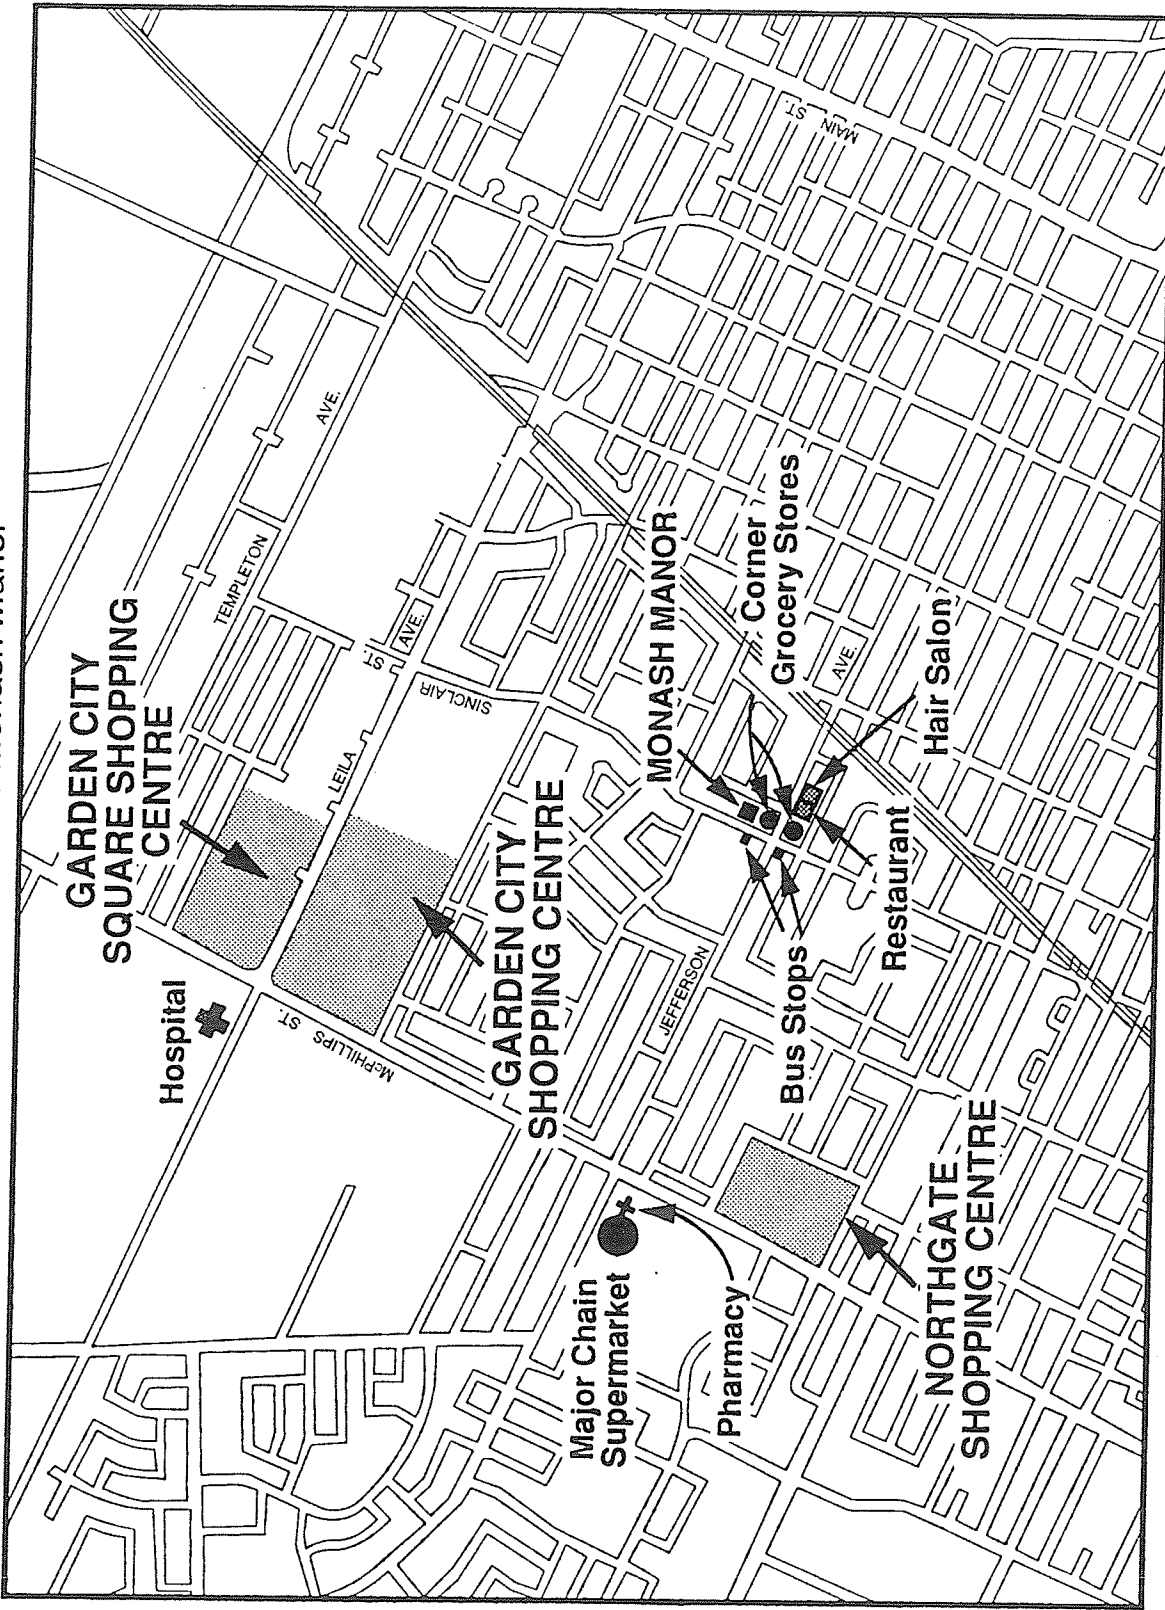 GARDEN CITY
SQUARE SHOPPING
CENTRE
Hospital
TEMPLETON
AVE.
LEILA
AVE.
SINCLAIR
ST.
McPHILLIPS
ST.
GARDEN CITY
SHOPPING CENTRE
MAIN
ST.
MONASH MANOR
Corner
Grocery Stores
JEFFERSON
AVE.
Hair Salon
Restaurant
Bus Stops
Major Chain
Supermarket
Pharmacy
NORTHGATE
SHOPPING CENTRE